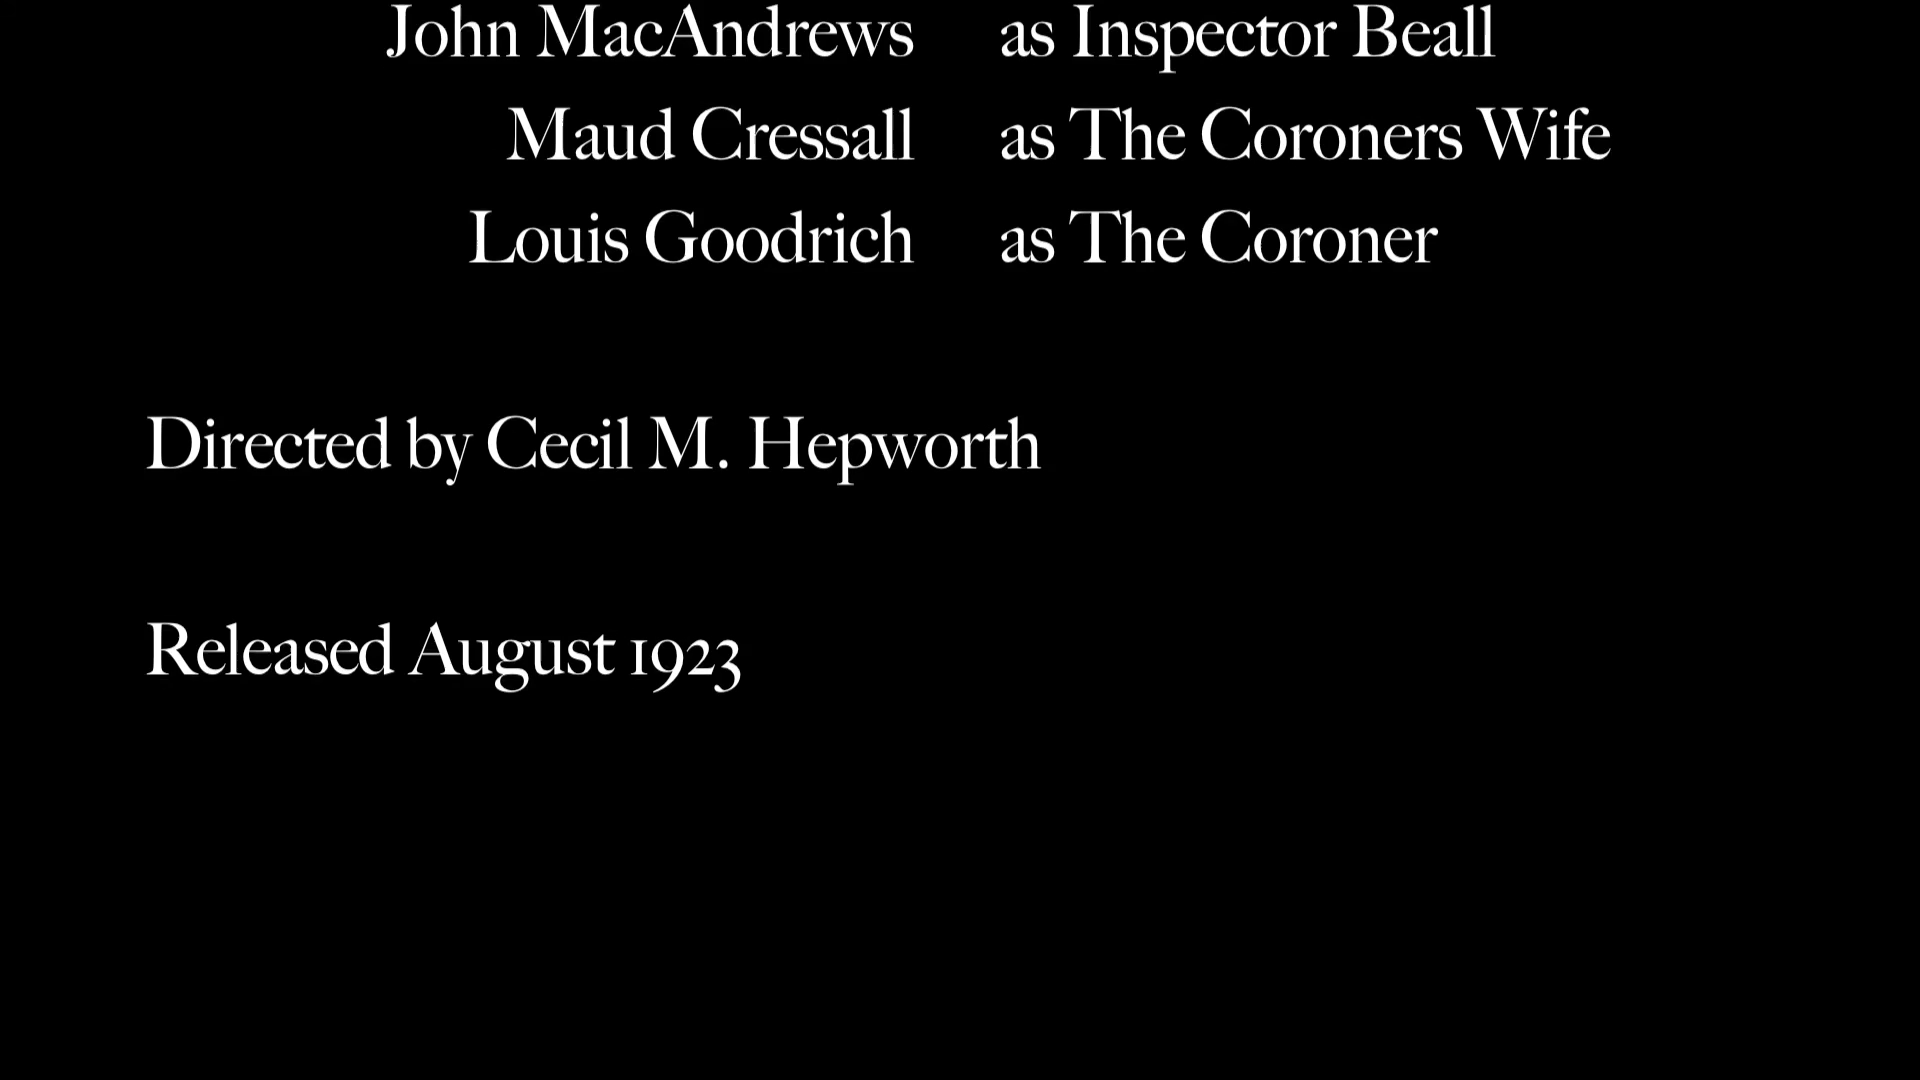 John MacAndrews as Inspector Beall
Maud Cressall as The Coroners Wife
Louis Goodrich as The Coroner
Directed by Cecil M. Hepworth
Released August 1923